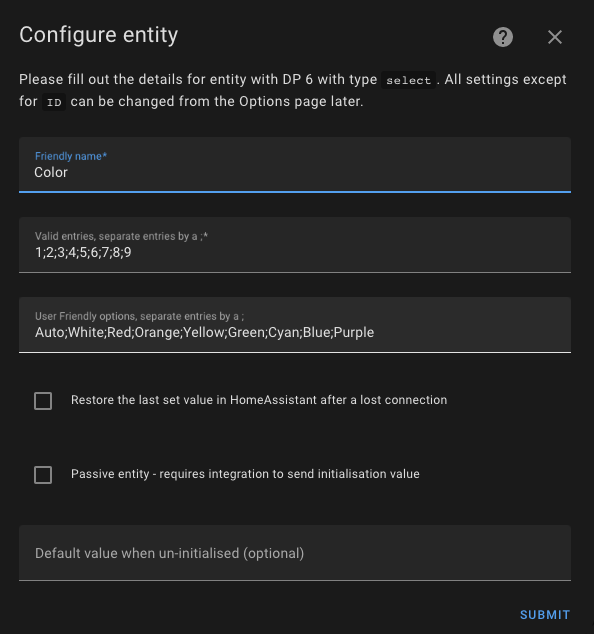 Configure entity
Please fill out the details for entity with DP 6 with type select. All settings except
for ID can be changed from the Options page later.
Friendly name*
Color
Valid entries, separate entries by a ;*
1;2;3;4;5;6;7;8;9
User Friendly options, separate entries by a ;
Auto;White;Red;Orange;Yellow;Green;Cyan;Blue;Purple
Restore the last set value in HomeAssistant after a lost connection
Passive entity - requires integration to send initialisation value
Default value when un-initialised (optional)
SUBMIT